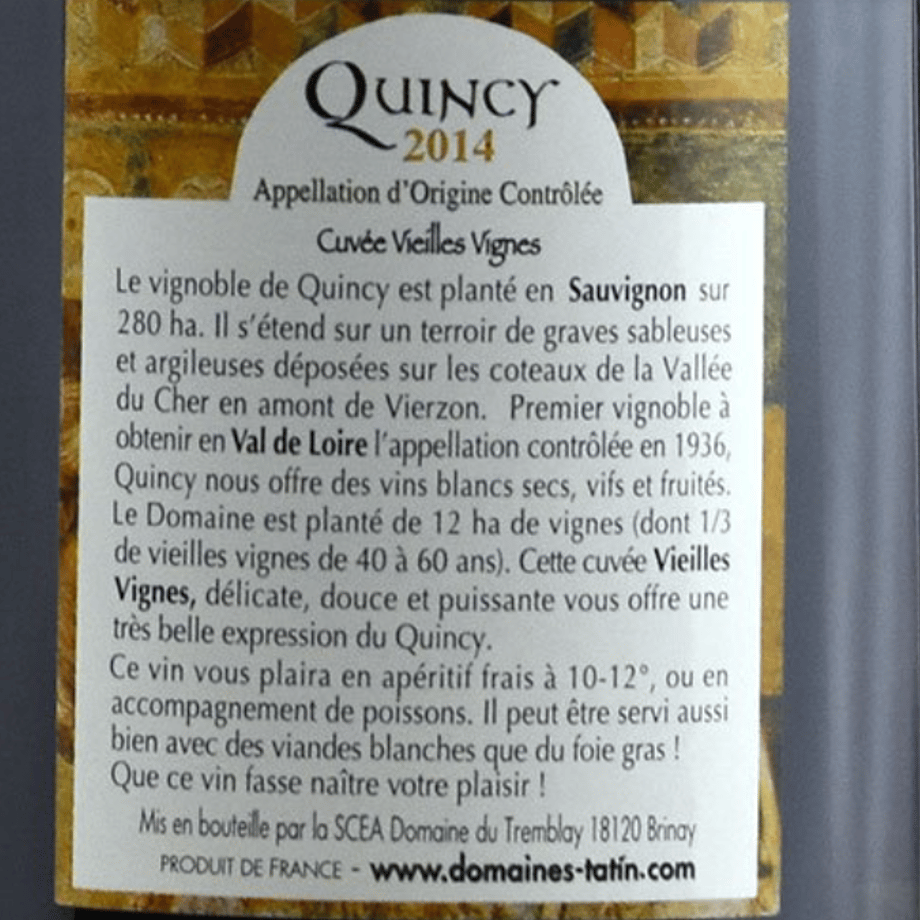 QUINCY
2014
Appellation d'Origine Contrôlée
Cuvée Vieilles Vignes
Le vignoble de Quincy est planté en Sauvignon sur
280 ha. Il s'étend sur un terroir de graves sableuses
et argileuses déposées sur les coteaux de la Vallée
du Cher en amont de Vierzon. Premier vignoble à
obtenir en Val de Loire l'appellation contrôlée en 1936,
Quincy nous offre des vins blancs secs, vifs et fruités.
Le Domaine est planté de 12 ha de vignes (dont 1/3
de vieilles vignes de 40 à 60 ans). Cette cuvée Vieilles
Vignes, délicate, douce et puissante vous offre une
très belle expression du Quincy.
Ce vin vous plaira en apéritif frais à 10-12°, ou en
accompagnement de poissons. Il peut être servi aussi
bien avec des viandes blanches que du foie gras !
Que ce vin fasse naître votre plaisir !
Mis en bouteille par la SCEA Domaine du Tremblay 18120 Brinay
PRODUIT DE FRANCE - www.domaines-tatin.com